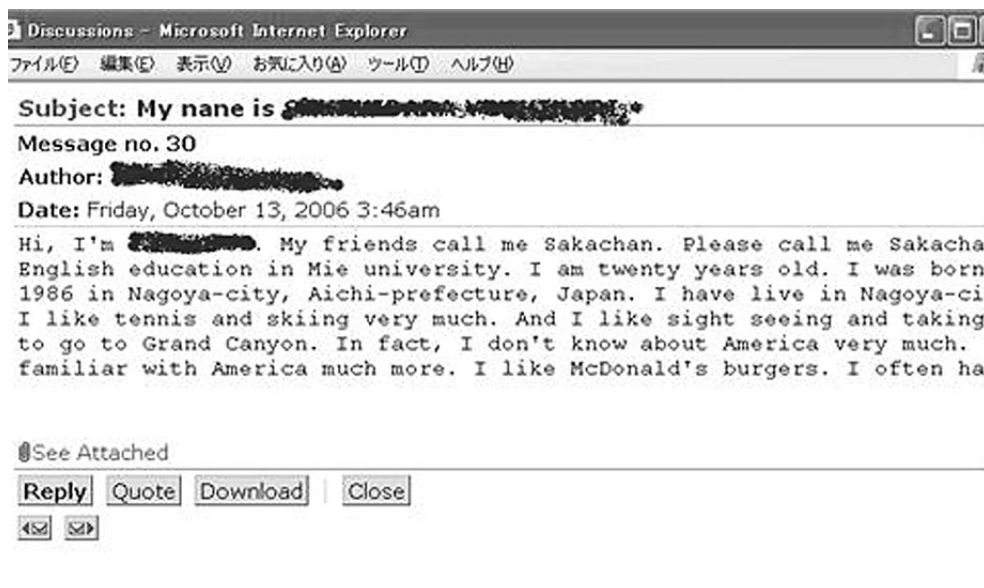 Discussions - Microsoft Internet Explorer
ファイル(F) 編集(E) 表示(V) お気に入り(A) ツール(T) ヘルプ(H)
Subject: My nane is
Message no. 30
Author:
Date: Friday, October 13, 2006 3:46am
Hi, I'm . My friends call me Sakachan. Please call me Sakacha
English education in Mie university. I am twenty years old. I was born
1986 in Nagoya-city, Aichi-prefecture, Japan. I have live in Nagoya-ci
I like tennis and skiing very much. And I like sight seeing and taking
to go to Grand Canyon. In fact, I don't know about America very much.
familiar with America much more. I like McDonald's burgers. I often ha
See Attached
Reply Quote Download Close